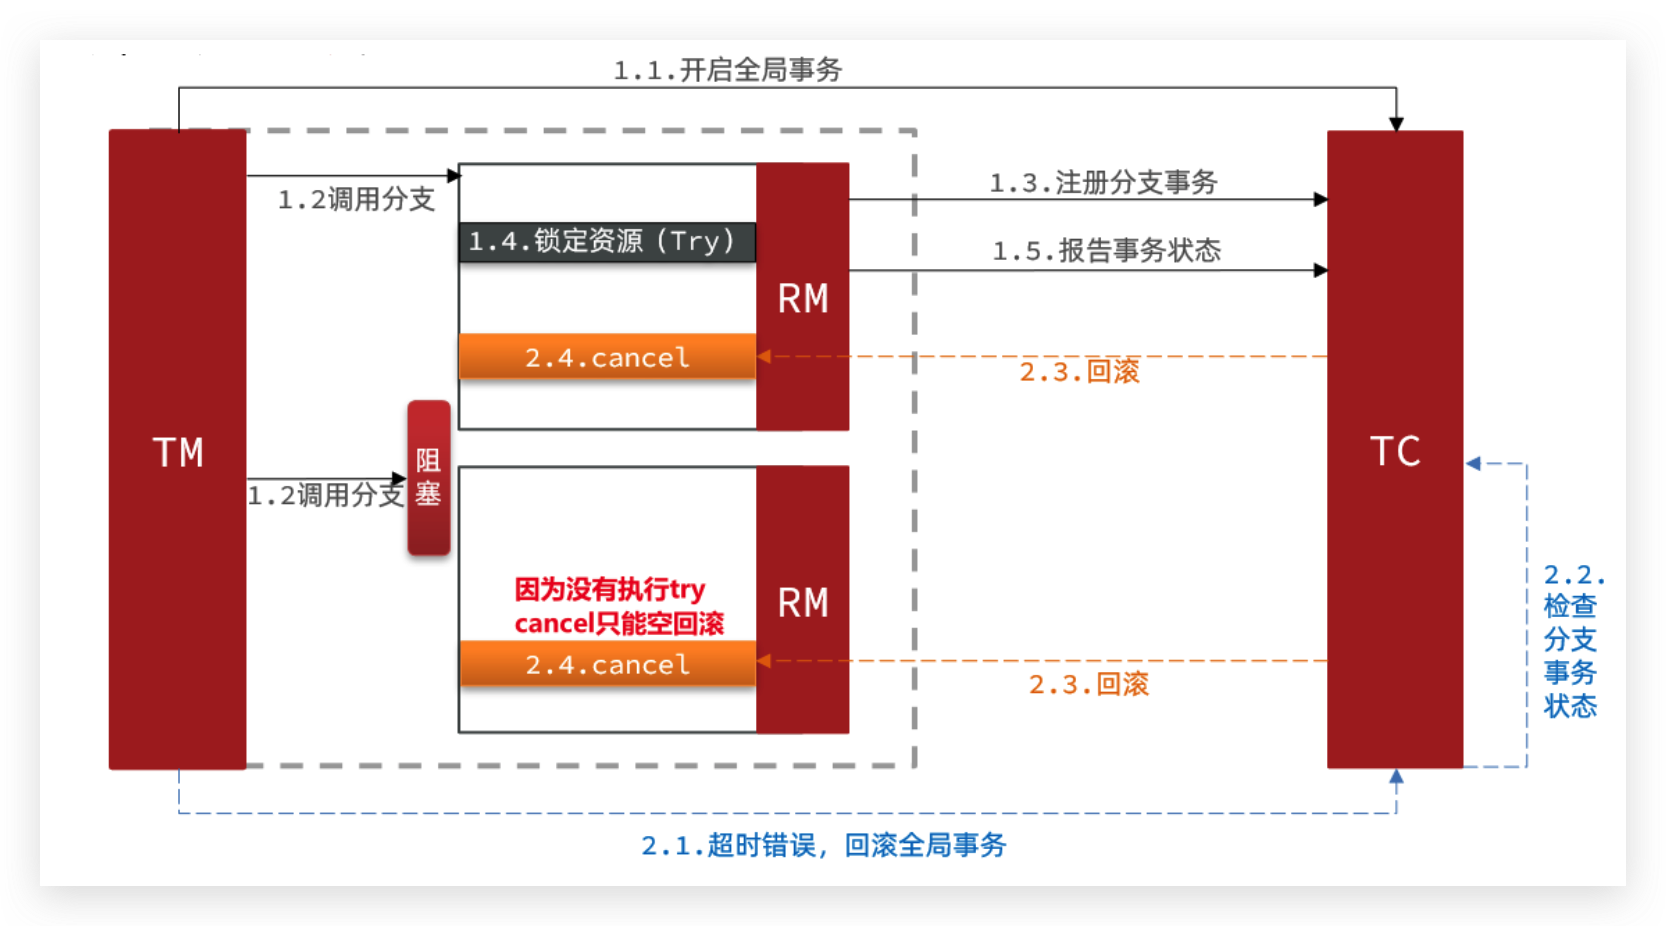 1.1.开启全局事务
1.2调用分支
1.3.注册分支事务
1.4.锁定资源（Try）
1.5.报告事务状态
RM
2.4.cancel
2.3.回滚
TM
TC
阻
塞
1.2调用分支
因为没有执行try
cancel只能空回滚
RM
2.4.cancel
2.3.回滚
2.2.
检查
分支
事务
状态
2.1.超时错误，回滚全局事务